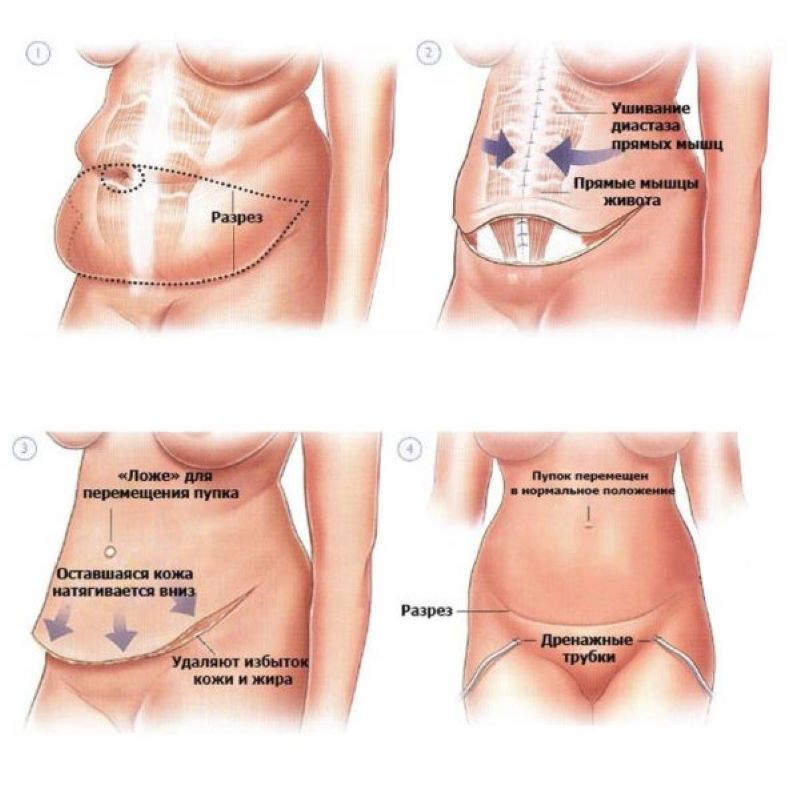 1
Разрез
2
Ушивание
диастаза
прямых мышц
Прямые мышцы
живота
3
«Ложе» для
перемещения пупка
Оставшаяся кожа
натягивается вниз
Удаляют избыток
кожи и жира
4
Пупок перемещен
в нормальное положение
Разрез
Дренажные
трубки